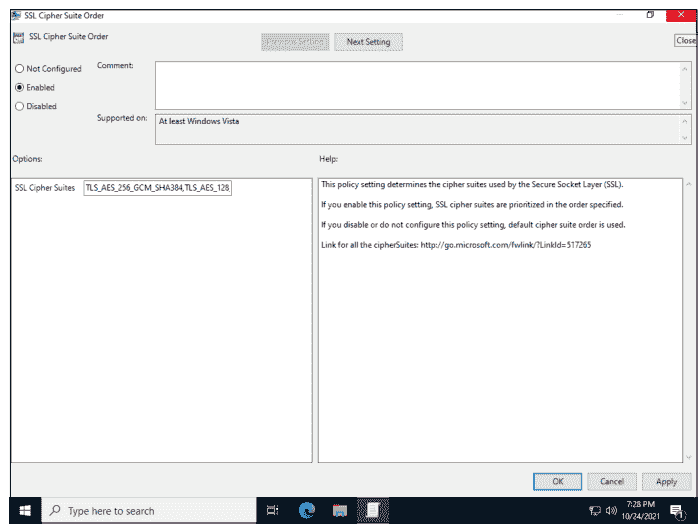 SSL Cipher Suite Order
SSL Cipher Suite Order
Previous Setting
Next Setting
Close
Not Configured
Enabled
Disabled
Comment:
Supported on:
At least Windows Vista
Options:
Help:
SSL Cipher Suites
TLS_AES_256_GCM_SHA384,TLS_AES_128
This policy setting determines the cipher suites used by the Secure Socket Layer (SSL).
If you enable this policy setting, SSL cipher suites are prioritized in the order specified.
If you disable or do not configure this policy setting, default cipher suite order is used.
Link for all the cipherSuites: http://go.microsoft.com/fwlink/?LinkId=517265
OK
Cancel
Apply
Type here to search
7:28 PM
10/24/2021
1